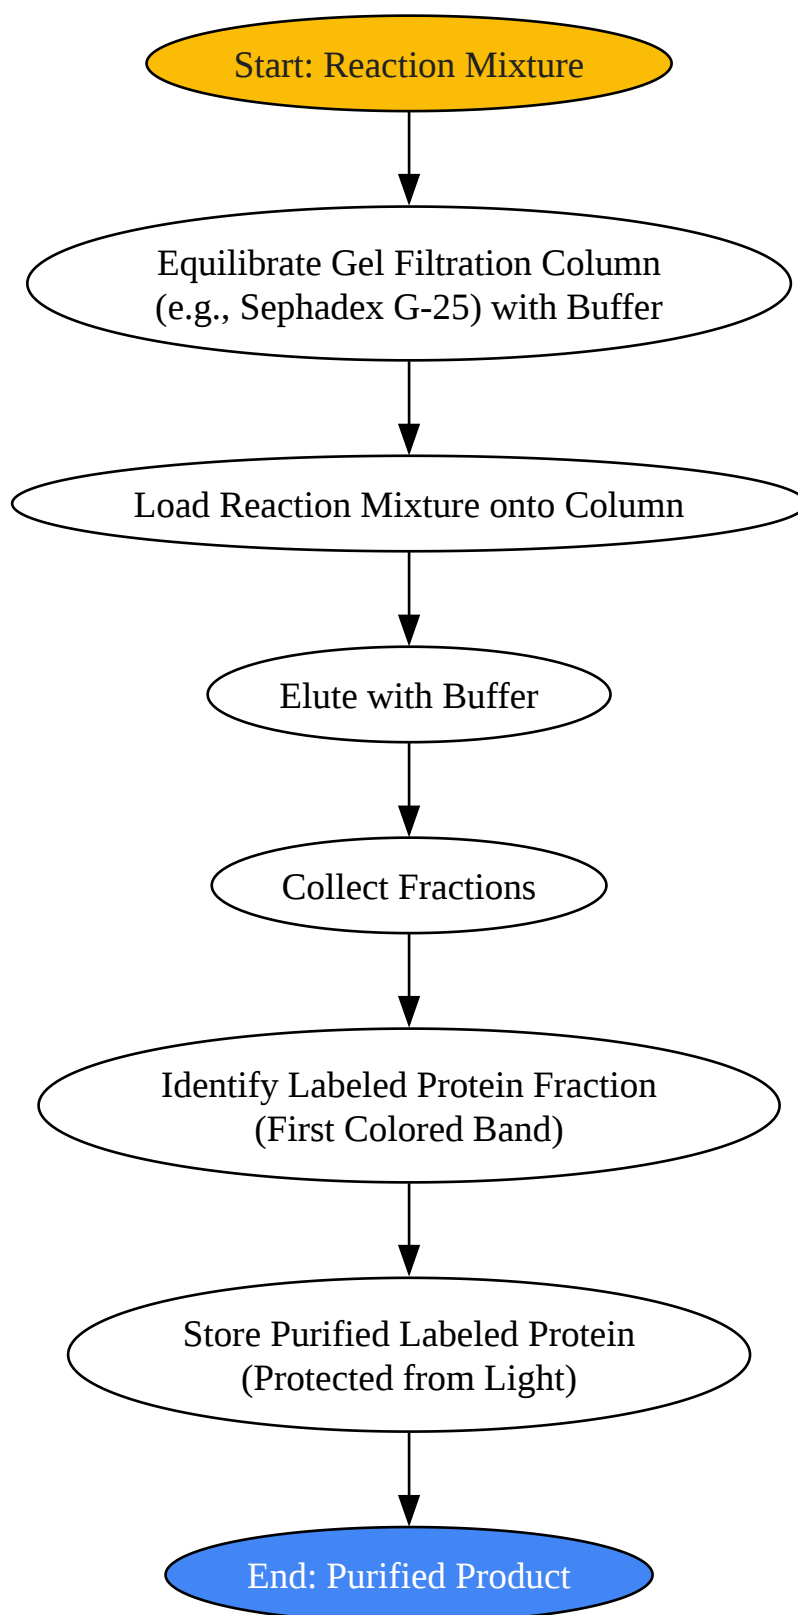 Start: Reaction Mixture
Equilibrate Gel Filtration Column
(e.g., Sephadex G-25) with Buffer
Load Reaction Mixture onto Column
Elute with Buffer
Collect Fractions
Identify Labeled Protein Fraction
(First Colored Band)
Store Purified Labeled Protein
(Protected from Light)
End: Purified Product